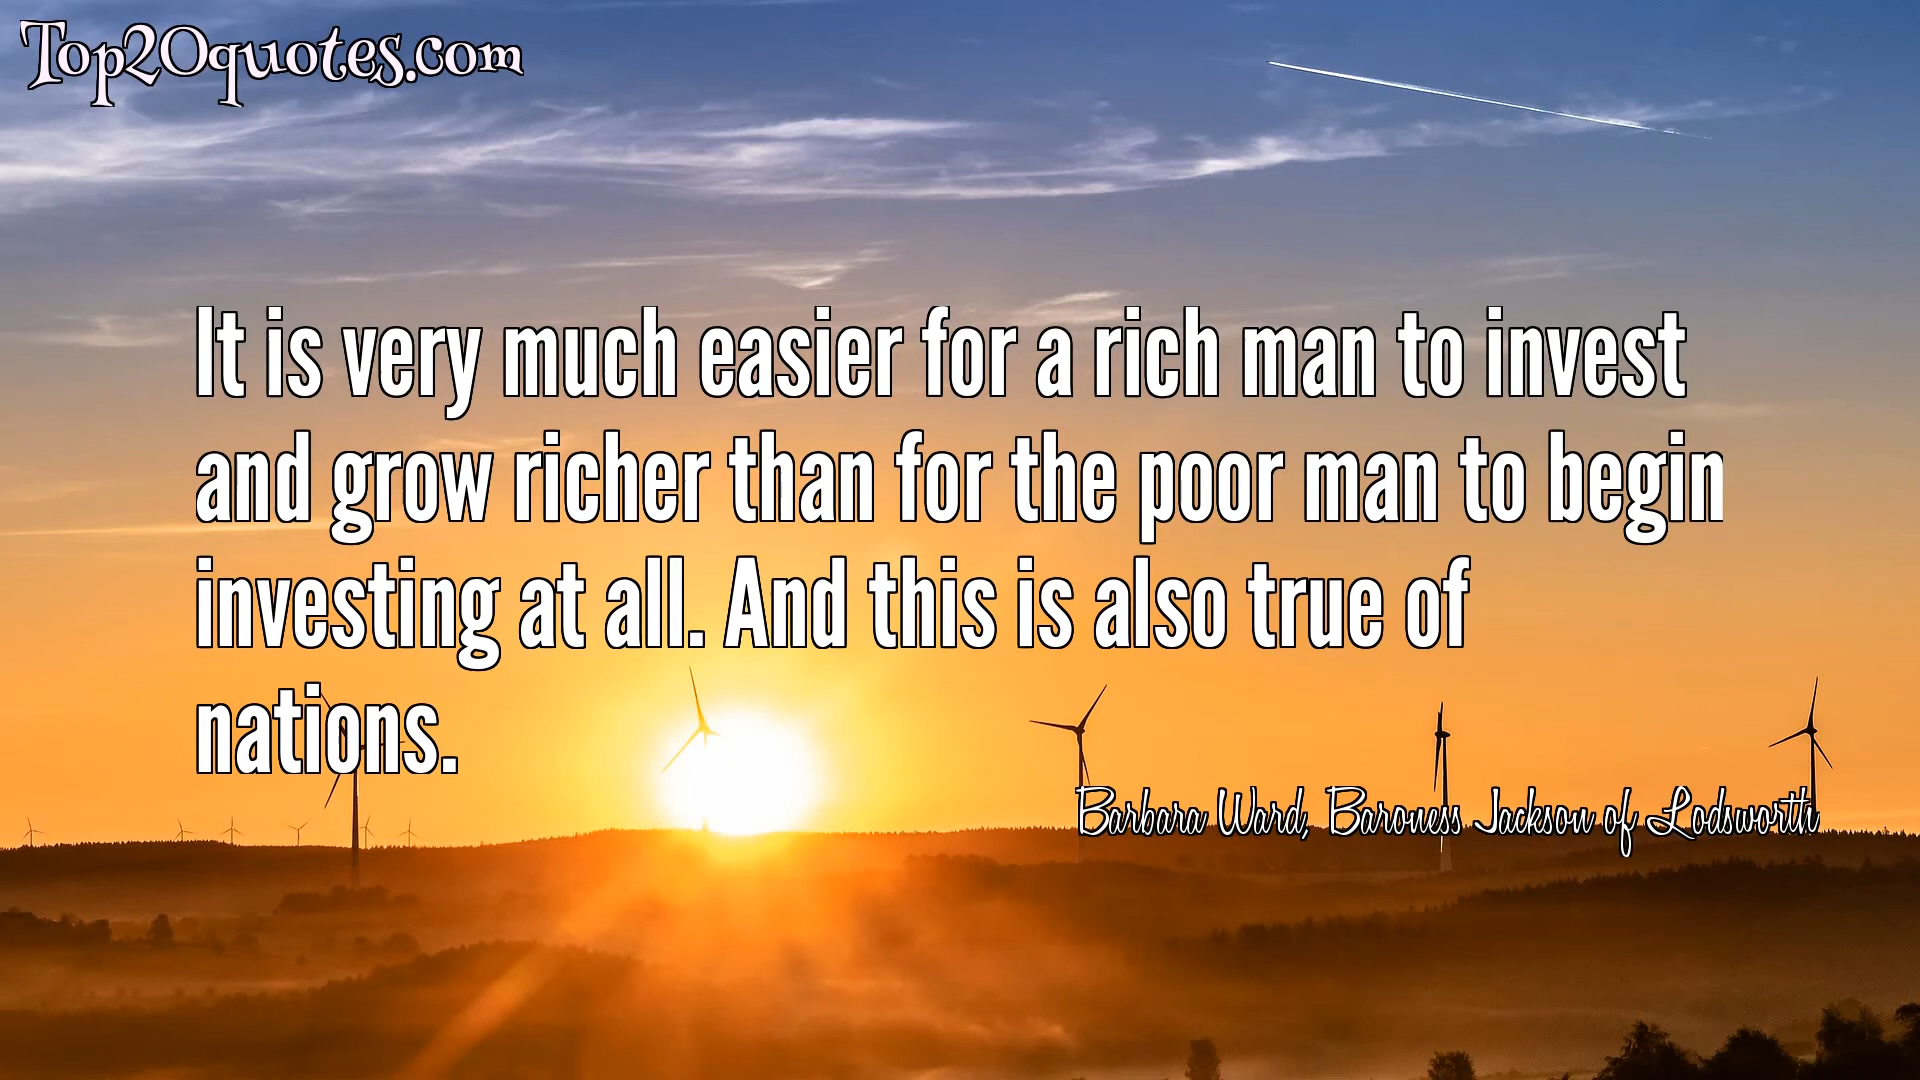 Top20quotes.com
It is very much easier for a rich man to invest
and grow richer than for the poor man to begin
investing at all. And this is also true of
nations.
Barbara Ward, Baroness Jackson of Lodsworth